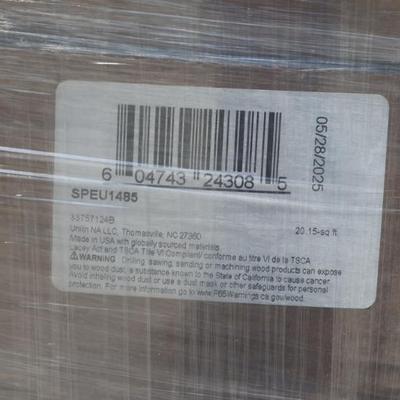 05/28/2025
6 04743 24308 5
SPEU1485
33757124B
Unilin NA LLC, Thomasville, NC 27360
20.15-sq ft
Made in USA with globally sourced materials.
Lacey Act and TSCA Title VI Compliant/ conforme au titre VI de la TSCA
⚠WARNING Drilling, sawing, sanding or machining wood products can expose
you to wood dust, a substance known to the State of California to cause cancer.
Avoid inhaling wood dust or use a dust mask or other safeguards for personal
protection. For more information go to www.P65Warnings.ca.gov/wood.